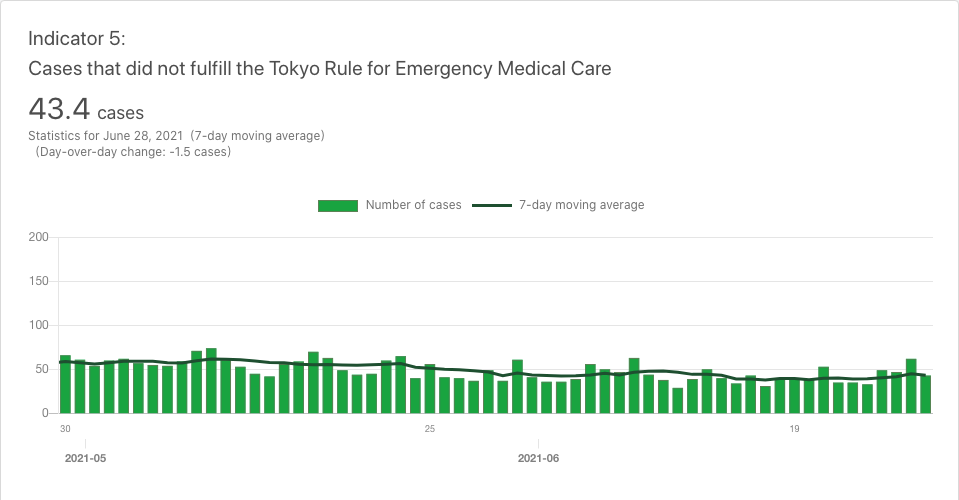 Indicator 5:
Cases that did not fulfill the Tokyo Rule for Emergency Medical Care
43.4 cases
Statistics for June 28, 2021 (7-day moving average)
(Day-over-day change: -1.5 cases)
Number of cases 7-day moving average
200
150
100
50
0
30 25 19
2021-05 2021-06